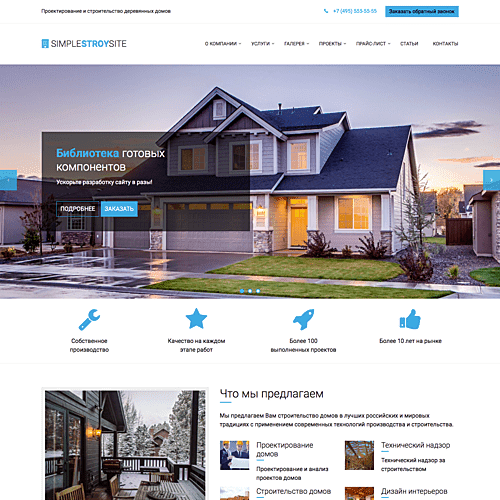 Проектирование и строительство деревянных домов
+7 (495) 555-55-55
Заказать обратный звонок
SIMPLESTROYSITE
О КОМПАНИИ
УСЛУГИ
ГАЛЕРЕЯ
ПРОЕКТЫ
ПРАЙС-ЛИСТ
СТАТЬИ
КОНТАКТЫ
Библиотека готовых
компонентов
Ускорьте разработку сайту в разы!
ПОДРОБНЕЕ
ЗАКАЗАТЬ
Собственное
производство
Качество на каждом
этапе работ
Более 100
выполненных проектов
Более 10 лет на рынке
Что мы предлагаем
Мы предлагаем Вам строительство домов в лучших российских и мировых
традициях с применением современных технологий производства и строительства.
Проектирование
домов
Проектирование и анализ
проектов домов
Технический надзор
Технический надзор за
строительством
Строительство домов
Дизайн интерьеров